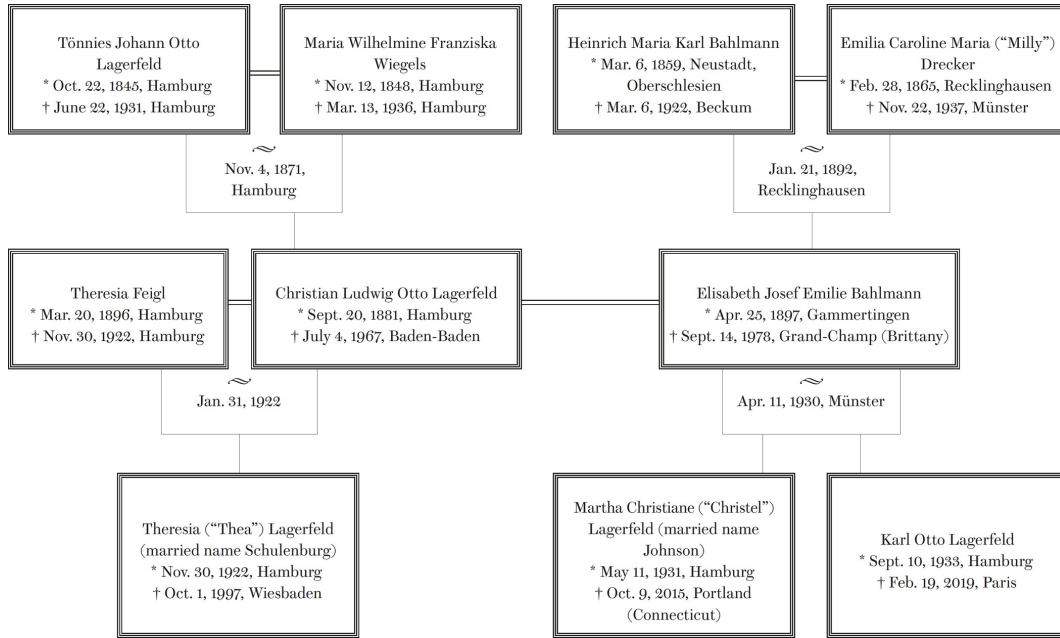 Tönnies Johann Otto
Lagerfeld
* Oct. 22, 1845, Hamburg
† June 22, 1931, Hamburg
Maria Wilhelmine Franziska
Wiegels
* Nov. 12, 1848, Hamburg
† Mar. 13, 1936, Hamburg
Heinrich Maria Karl Bahlmann
* Mar. 6, 1859, Neustadt,
Oberschlesien
† Mar. 6, 1922, Beckum
Emilia Caroline Maria (“Milly”)
Drecker
* Feb. 28, 1865, Recklinghausen
† Nov. 22, 1937, Münster
~
Nov. 4, 1871,
Hamburg
~
Jan. 21, 1892,
Recklinghausen
Theresia Feigl
* Mar. 20, 1896, Hamburg
† Nov. 30, 1922, Hamburg
Christian Ludwig Otto Lagerfeld
* Sept. 20, 1881, Hamburg
† July 4, 1967, Baden-Baden
Elisabeth Josef Emilie Bahlmann
* Apr. 25, 1897, Gammertingen
† Sept. 14, 1978, Grand-Champ (Brittany)
~
Jan. 31, 1922
~
Apr. 11, 1930, Münster
Theresia (“Thea”) Lagerfeld
(married name Schulenburg)
* Nov. 30, 1922, Hamburg
† Oct. 1, 1997, Wiesbaden
Martha Christiane (“Christel”)
Lagerfeld (married name
Johnson)
* May 11, 1931, Hamburg
† Oct. 9, 2015, Portland
(Connecticut)
Karl Otto Lagerfeld
* Sept. 10, 1933, Hamburg
† Feb. 19, 2019, Paris